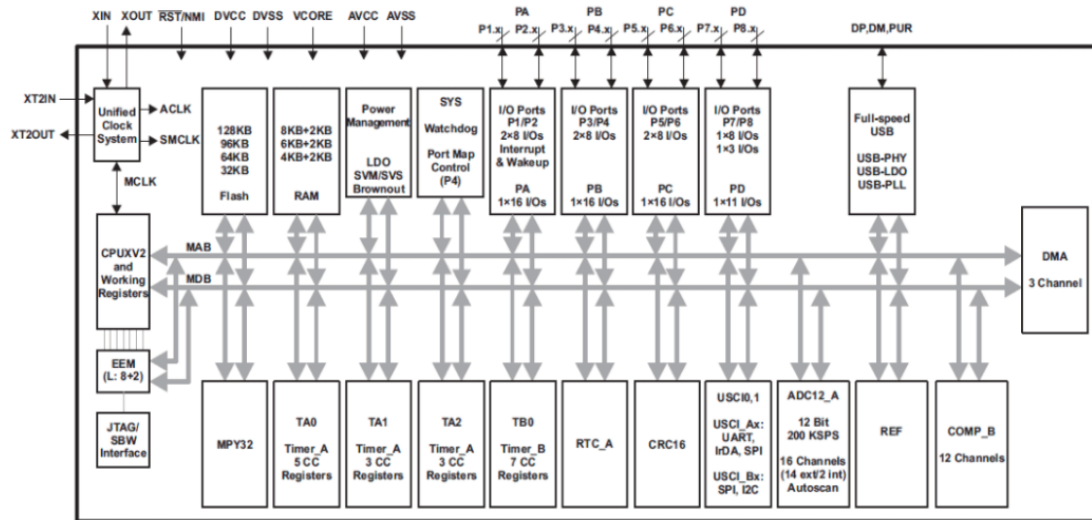 XIN
XOUT
RST/NMI
DVCC
DVSS
VCORE
AVCC
AVSS
PA
P1.x
P2.x
PB
P3.x
P4.x
PC
P5.x
P6.x
PD
P7.x
P8.x
DP,DM,PUR
XT2IN
XT2OUT
Unified
Clock
System
ACLK
SMCLK
MCLK
128KB
96KB
64KB
32KB
Flash
8KB+2KB
6KB+2KB
4KB+2KB
RAM
Power
Management
LDO
SVM/SVS
Brownout
SYS
Watchdog
Port Map
Control
(P4)
I/O Ports
P1/P2
2×8 I/Os
Interrupt
& Wakeup
PA
1×16 I/Os
I/O Ports
P3/P4
2×8 I/Os
PB
1×16 I/Os
I/O Ports
P5/P6
2×8 I/Os
PC
1×16 I/Os
I/O Ports
P7/P8
1×8 I/Os
1×3 I/Os
PD
1×11 I/Os
Full-speed
USB
USB-PHY
USB-LDO
USB-PLL
CPUXV2
and
Working
Registers
MAB
MDB
DMA
3 Channel
EEM
(L: 8+2)
JTAG/
SBW
Interface
MPY32
TA0
Timer_A
5 CC
Registers
TA1
Timer_A
3 CC
Registers
TA2
Timer_A
3 CC
Registers
TB0
Timer_B
7 CC
Registers
RTC_A
CRC16
USCI0,1
USCI_Ax:
UART,
IrDA, SPI
USCI_Bx:
SPI, I2C
ADC12_A
12 Bit
200 KSPS
16 Channels
(14 ext/2 int)
Autoscan
REF
COMP_B
12 Channels